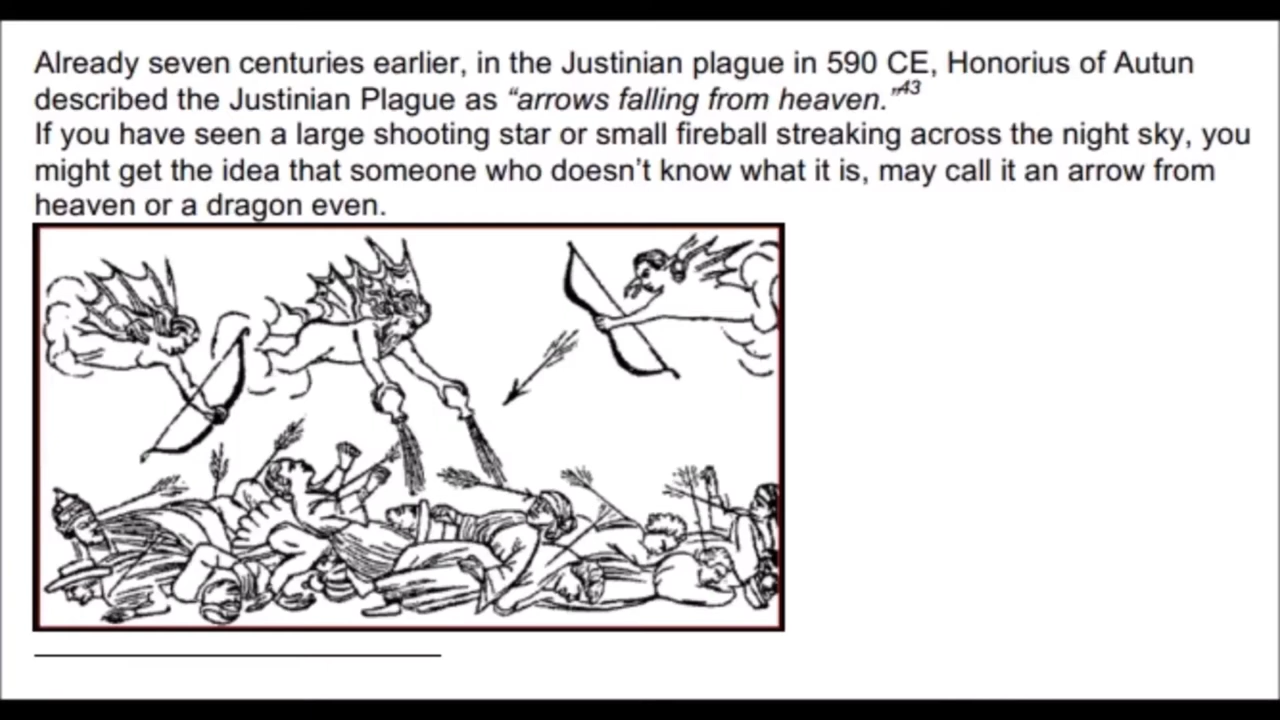 Already seven centuries earlier, in the Justinian plague in 590 CE, Honorius of Autun
described the Justinian Plague as “arrows falling from heaven.”43
If you have seen a large shooting star or small fireball streaking across the night sky, you
might get the idea that someone who doesn’t know what it is, may call it an arrow from
heaven or a dragon even.